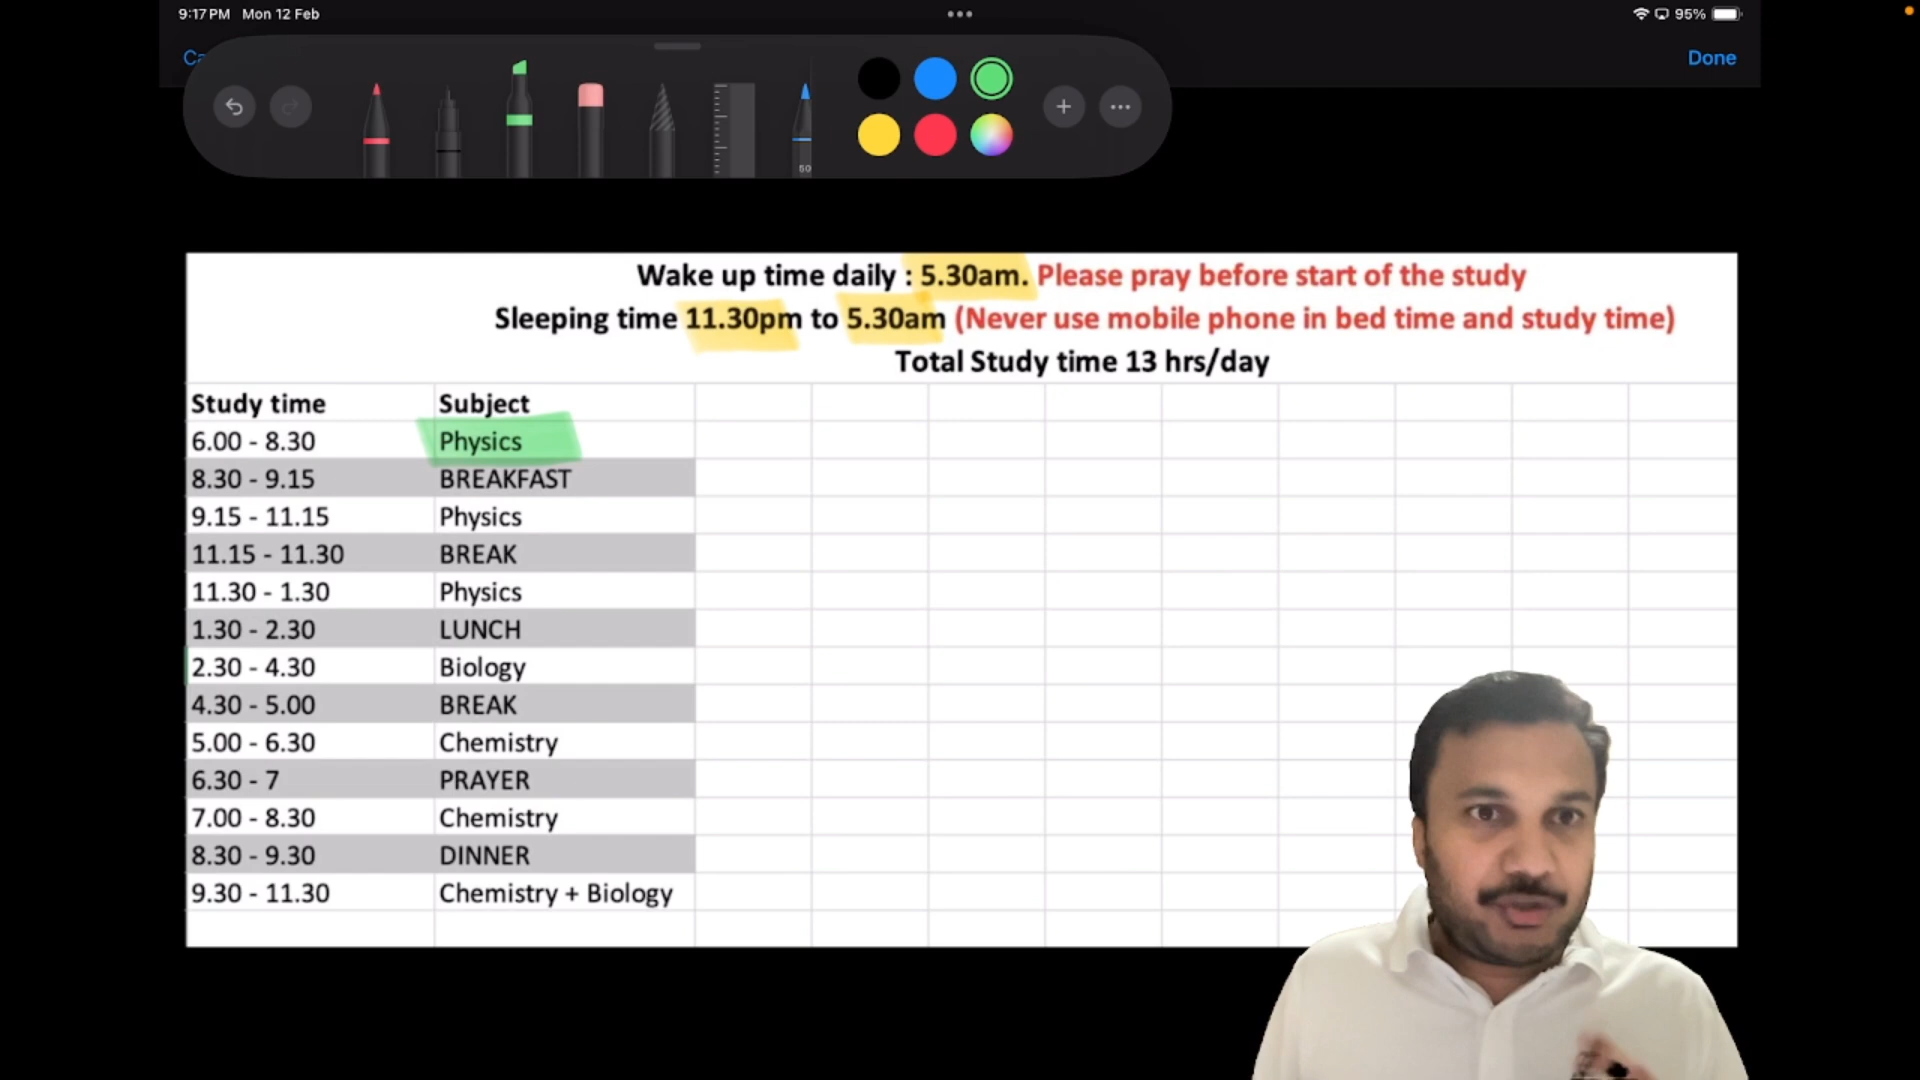 9:17 PM Mon 12 Feb
95%
Done
50
Wake up time daily : 5.30am. Please pray before start of the study
Sleeping time 11.30pm to 5.30am (Never use mobile phone in bed time and study time)
Total Study time 13 hrs/day
Study time Subject
6.00 - 8.30 Physics
8.30 - 9.15 BREAKFAST
9.15 - 11.15 Physics
11.15 - 11.30 BREAK
11.30 - 1.30 Physics
1.30 - 2.30 LUNCH
2.30 - 4.30 Biology
4.30 - 5.00 BREAK
5.00 - 6.30 Chemistry
6.30 - 7 PRAYER
7.00 - 8.30 Chemistry
8.30 - 9.30 DINNER
9.30 - 11.30 Chemistry + Biology